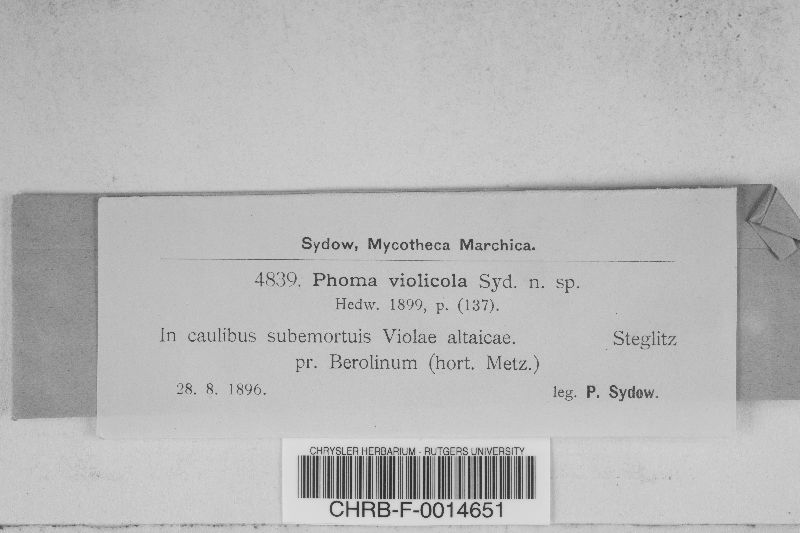 Sydow, Mycotheca Marchica.
4839. Phoma violicola Syd. n. sp.
Hedw. 1899, p. (137).
In caulibus subemortuis Violae altaicae. Steglitz
pr. Berolinum (hort. Metz.)
28. 8. 1896. leg. P. Sydow.
CHRYSLER HERBARIUM - RUTGERS UNIVERSITY
CHRB-F-0014651